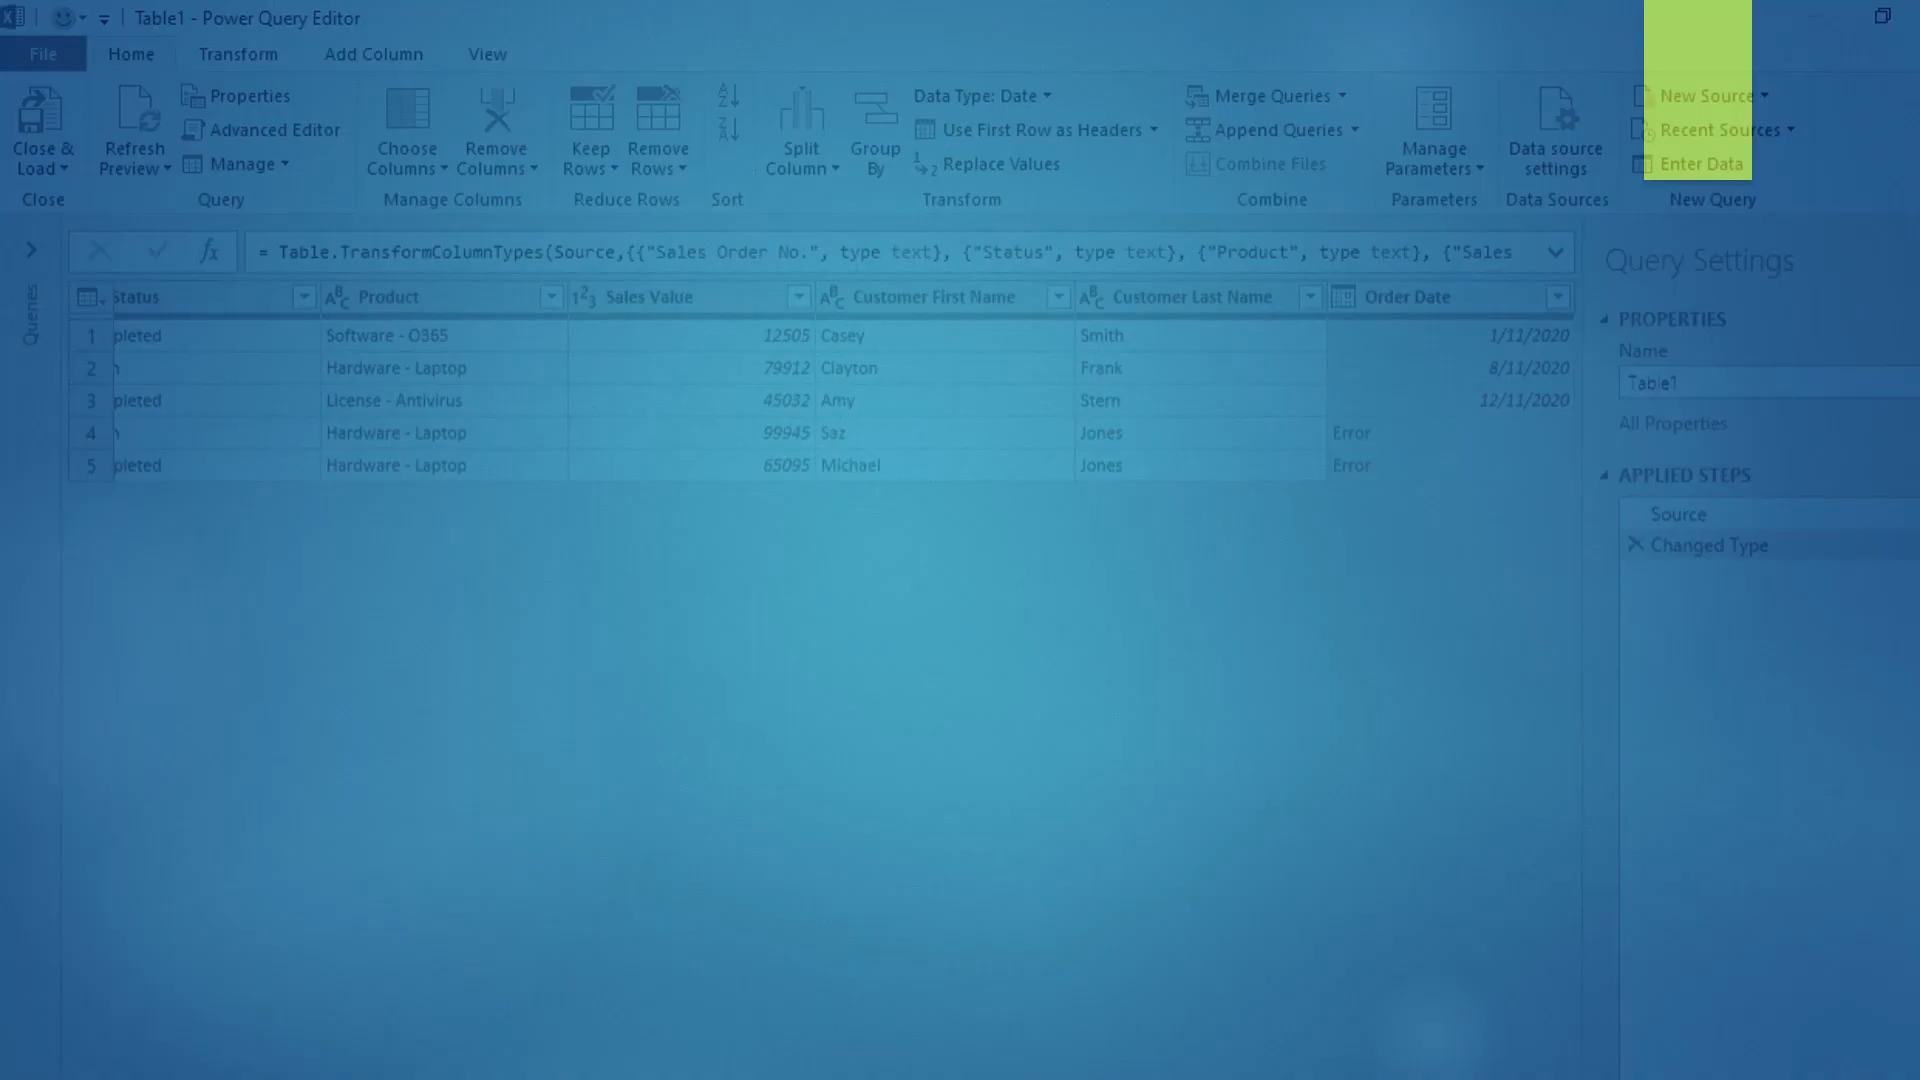 Table1 - Power Query Editor
File Home Transform Add Column View
Close & Load
Refresh Preview
Properties
Advanced Editor
Manage
Choose Columns
Remove Columns
Keep Rows
Remove Rows
Split Column
Group By
Data Type: Date
Use First Row as Headers
Replace Values
Merge Queries
Append Queries
Combine Files
Manage Parameters
Data source settings
New Source
Recent Sources
Enter Data
Close Query Manage Columns Reduce Rows Sort Transform Combine Parameters Data Sources New Query
fx = Table.TransformColumnTypes(Source,{{"Sales Order No.", type text}, {"Status", type text}, {"Product", type text}, {"Sales
Queries
Status ABC Product 123 Sales Value ABC Customer First Name ABC Customer Last Name Order Date
1 pleted Software - O365 12505 Casey Smith 1/11/2020
2 Hardware - Laptop 79912 Clayton Frank 8/11/2020
3 pleted License - Antivirus 45032 Amy Stern 12/11/2020
4 Hardware - Laptop 99945 Saz Jones Error
5 pleted Hardware - Laptop 65095 Michael Jones Error
Query Settings
PROPERTIES
Name
Table1
All Properties
APPLIED STEPS
Source
Changed Type